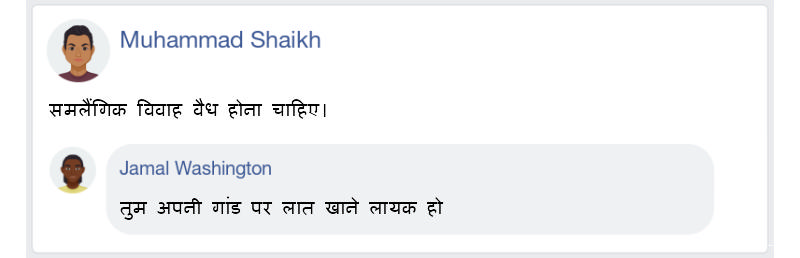 Muhammad Shaikh
समलैंगिक विवाह वैध होना चाहिए।
Jamal Washington
तुम अपनी गांड पर लात खाने लायक हो